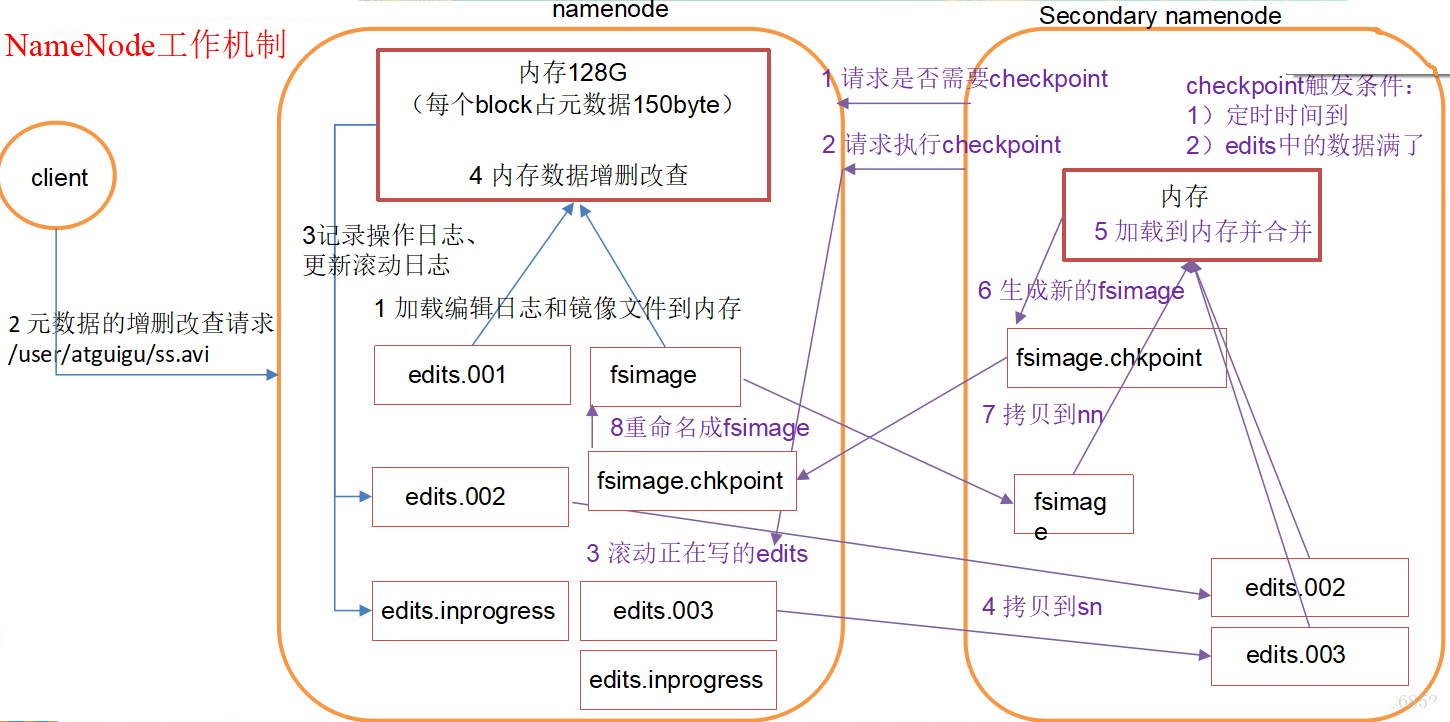 namenode
Secondary namenode
NameNode工作机制
内存128G
（每个block占元数据150byte）
4 内存数据增删改查
1 请求是否需要checkpoint
2 请求执行checkpoint
checkpoint触发条件：
1）定时时间到
2）edits中的数据满了
client
内存
5 加载到内存并合并
3记录操作日志、
更新滚动日志
1 加载编辑日志和镜像文件到内存
6 生成新的fsimage
2 元数据的增删改查请求
/user/atguigu/ss.avi
edits.001
fsimage
fsimage.chkpoint
8重命名成fsimage
7 拷贝到nn
edits.002
fsimage.chkpoint
fsimag
e
3 滚动正在写的edits
edits.inprogress
edits.003
4 拷贝到sn
edits.002
edits.003
edits.inprogress